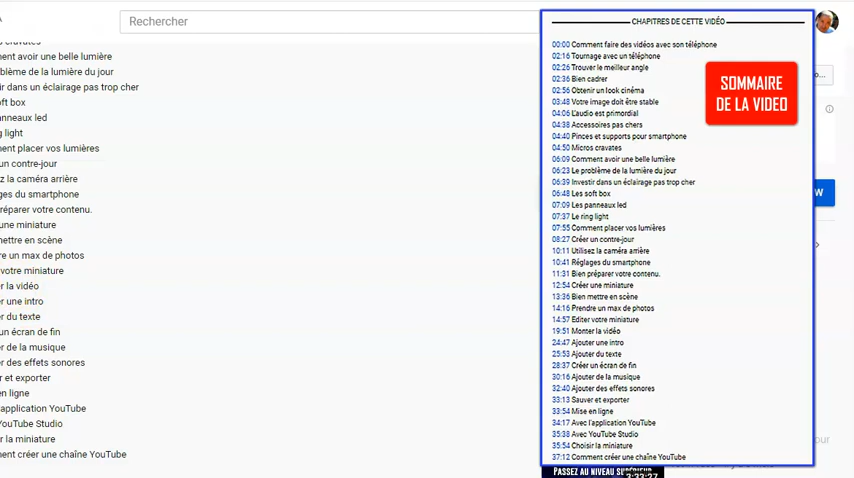 Rechercher
cravates
ment avoir une belle lumière
oblème de la lumière du jour
ir dans un éclairage pas trop cher
oft box
anneaux led
g light
ment placer vos lumières
un contre-jour
z la caméra arrière
ges du smartphone
réparer votre contenu.
une miniature
mettre en scène
re un max de photos
votre miniature
er la vidéo
er une intro
er du texte
un écran de fin
er de la musique
er des effets sonores
er et exporter
en ligne
application YouTube
YouTube Studio
ir la miniature
ment créer une chaîne YouTube
CHAPITRES DE CETTE VIDÉO
00:00 Comment faire des vidéos avec son téléphone
02:16 Tournage avec un téléphone
02:26 Trouver le meilleur angle
02:36 Bien cadrer
02:56 Obtenir un look cinéma
03:48 Votre image doit être stable
04:06 L'audio est primordial
04:38 Accessoires pas chers
04:40 Pinces et supports pour smartphone
04:50 Micros cravates
06:09 Comment avoir une belle lumière
06:23 Le problème de la lumière du jour
06:39 Investir dans un éclairage pas trop cher
06:48 Les soft box
07:09 Les panneaux led
07:37 Le ring light
07:55 Comment placer vos lumières
08:27 Créer un contre-jour
10:11 Utilisez la caméra arrière
10:41 Réglages du smartphone
11:31 Bien préparer votre contenu.
12:54 Créer une miniature
13:36 Bien mettre en scène
14:16 Prendre un max de photos
14:57 Editer votre miniature
19:51 Monter la vidéo
24:47 Ajouter une intro
25:53 Ajouter du texte
28:37 Créer un écran de fin
30:16 Ajouter de la musique
32:40 Ajouter des effets sonores
33:13 Sauver et exporter
33:54 Mise en ligne
34:17 Avec l'application YouTube
35:38 Avec YouTube Studio
35:54 Choisir la miniature
37:12 Comment créer une chaîne YouTube
SOMMAIRE
DE LA VIDEO
o...
W
our
PASSEZ AU NIVEAU SUPÉRIEUR